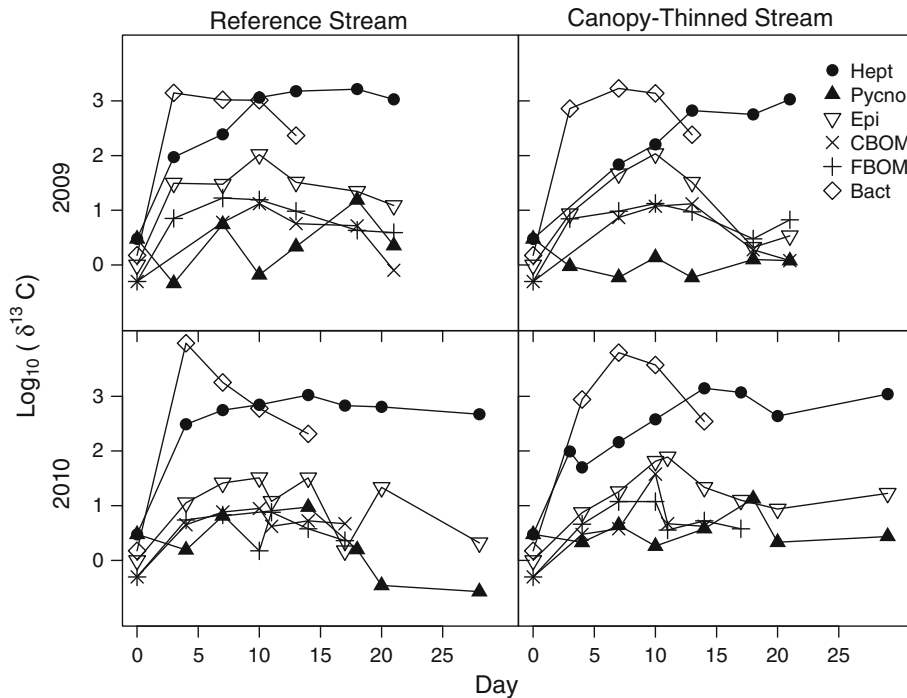 Reference Stream
Canopy-Thinned Stream
Hept
Pycno
Epi
CBOM
FBOM
Bact
3
2
1
0
2009
3
2
1
0
2010
Log₁₀ ( δ¹³ C )
0 5 10 15 20 25
0 5 10 15 20 25
Day